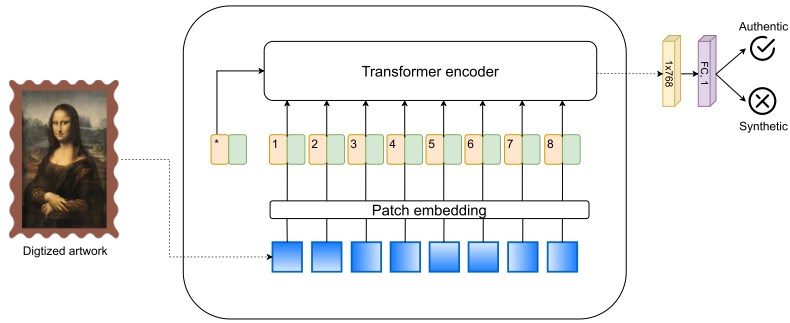 Transformer encoder
1x768
FC, 1
Authentic
Synthetic
* 1 2 3 4 5 6 7 8
Patch embedding
Digtized artwork